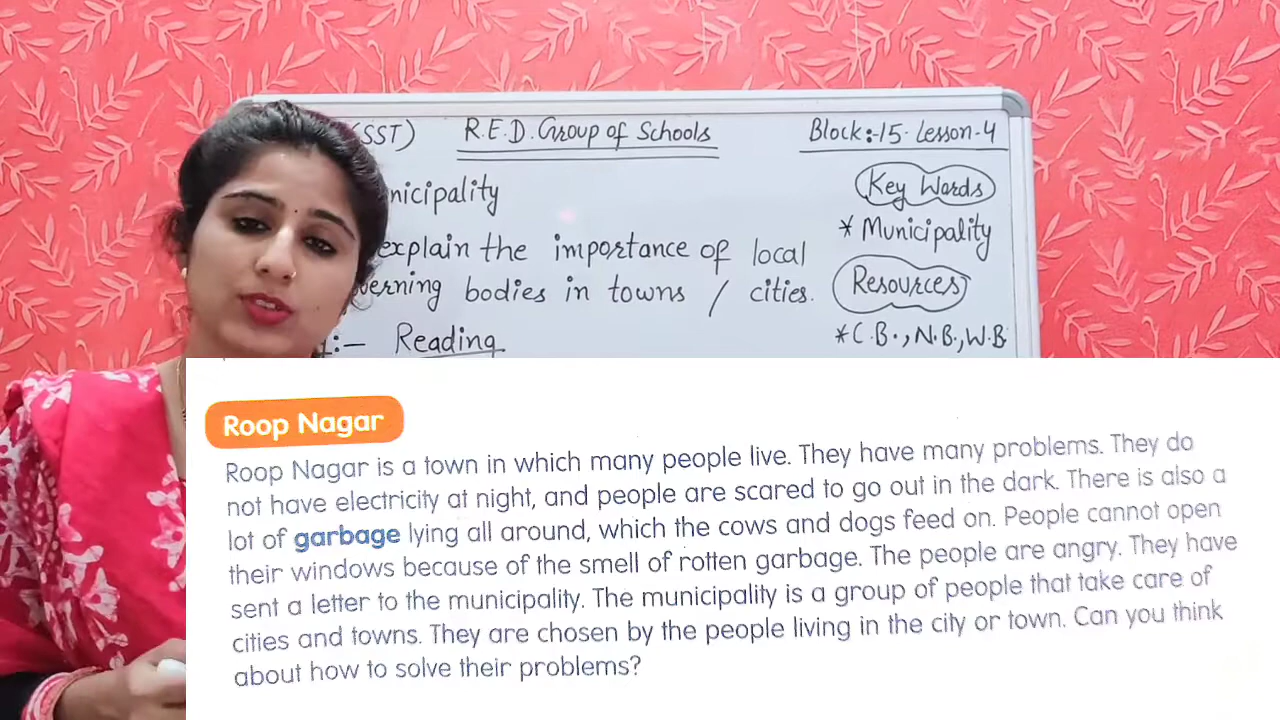 (SST) R.E.D. Group of Schools Block:-15. Lesson-4
Key Words
* Municipality
explain the importance of local
bodies in towns / cities.
Resources
* C.B., N.B., W.B
:- Reading
Roop Nagar
Roop Nagar is a town in which many people live. They have many problems. They do
not have electricity at night, and people are scared to go out in the dark. There is also a
lot of garbage lying all around, which the cows and dogs feed on. People cannot open
their windows because of the smell of rotten garbage. The people are angry. They have
sent a letter to the municipality. The municipality is a group of people that take care of
cities and towns. They are chosen by the people living in the city or town. Can you think
about how to solve their problems?